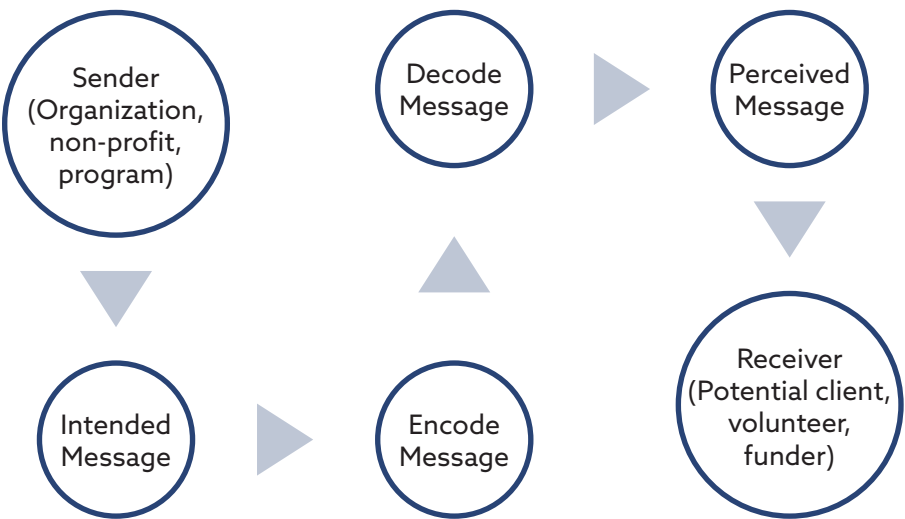 Sender
(Organization,
non-profit,
program)
Intended
Message
Encode
Message
Decode
Message
Perceived
Message
Receiver
(Potential client,
volunteer,
funder)